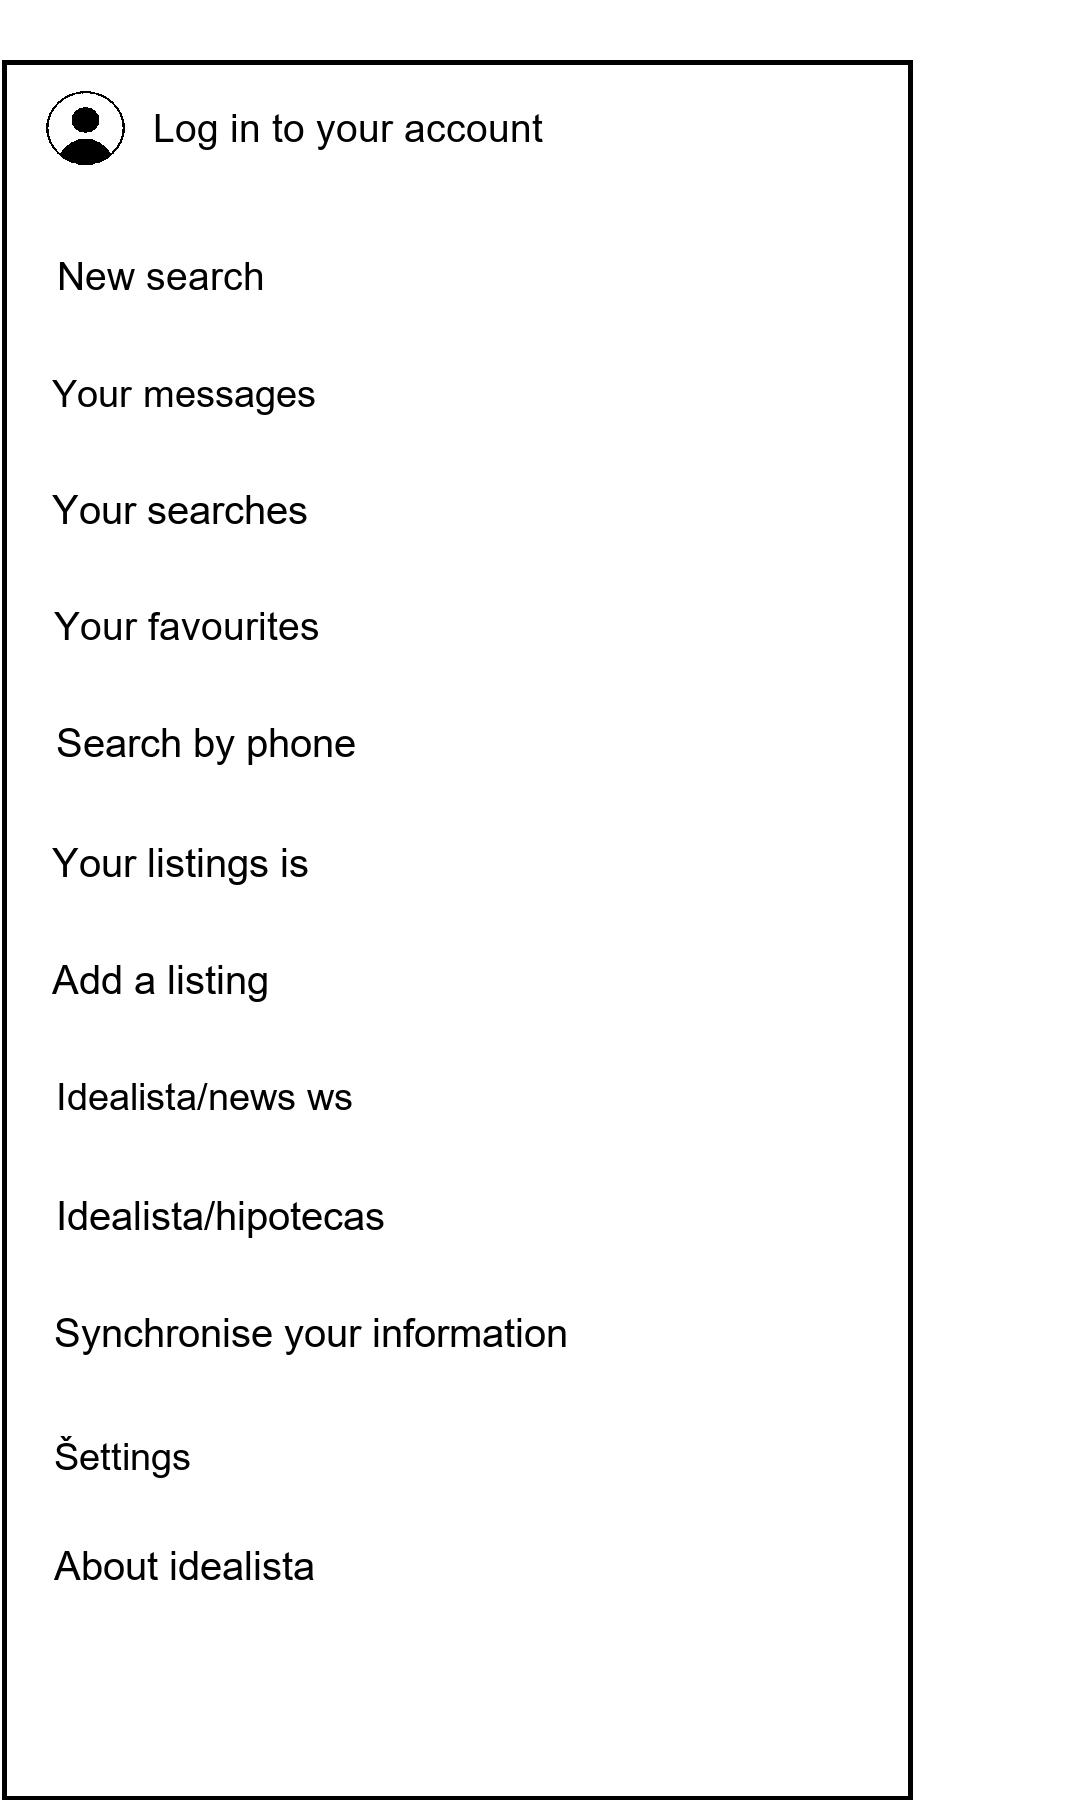 Log in to your account
New search
Your messages
Your searches
Your favourites
Search by phone
Your listings is
Add a listing
Idealista/news ws
Idealista/hipotecas
Synchronise your information
Šettings
About idealista